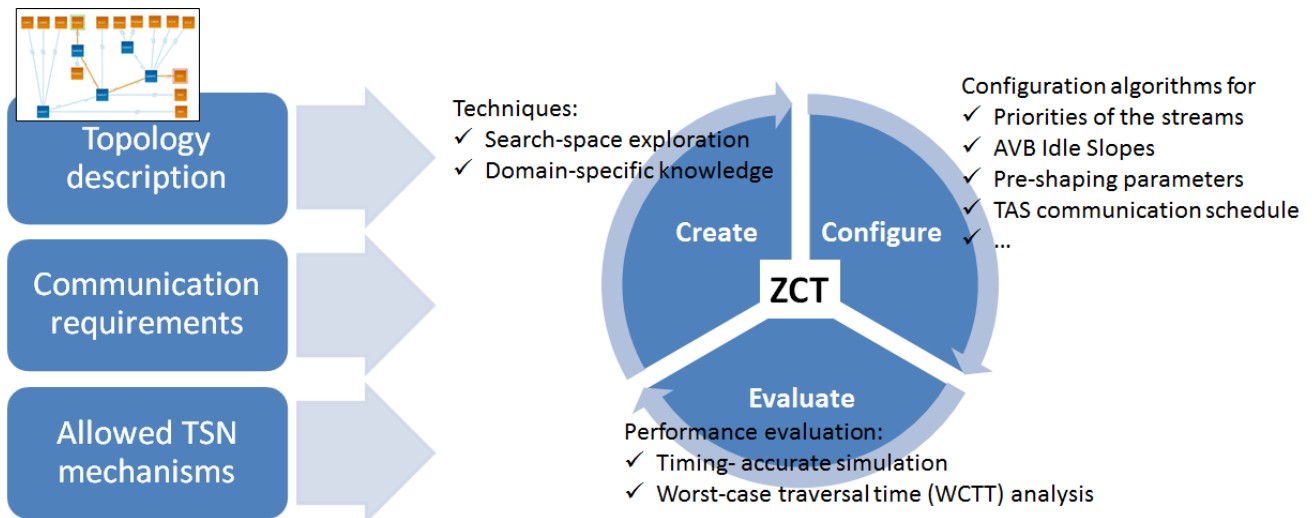 Topology
description
Communication
requirements
Allowed TSN
mechanisms
Techniques:
✓ Search-space exploration
✓ Domain-specific knowledge
Create
Configure
ZCT
Evaluate
Configuration algorithms for
✓ Priorities of the streams
✓ AVB Idle Slopes
✓ Pre-shaping parameters
✓ TAS communication schedule
✓ ...
Performance evaluation:
✓ Timing- accurate simulation
✓ Worst-case traversal time (WCTT) analysis